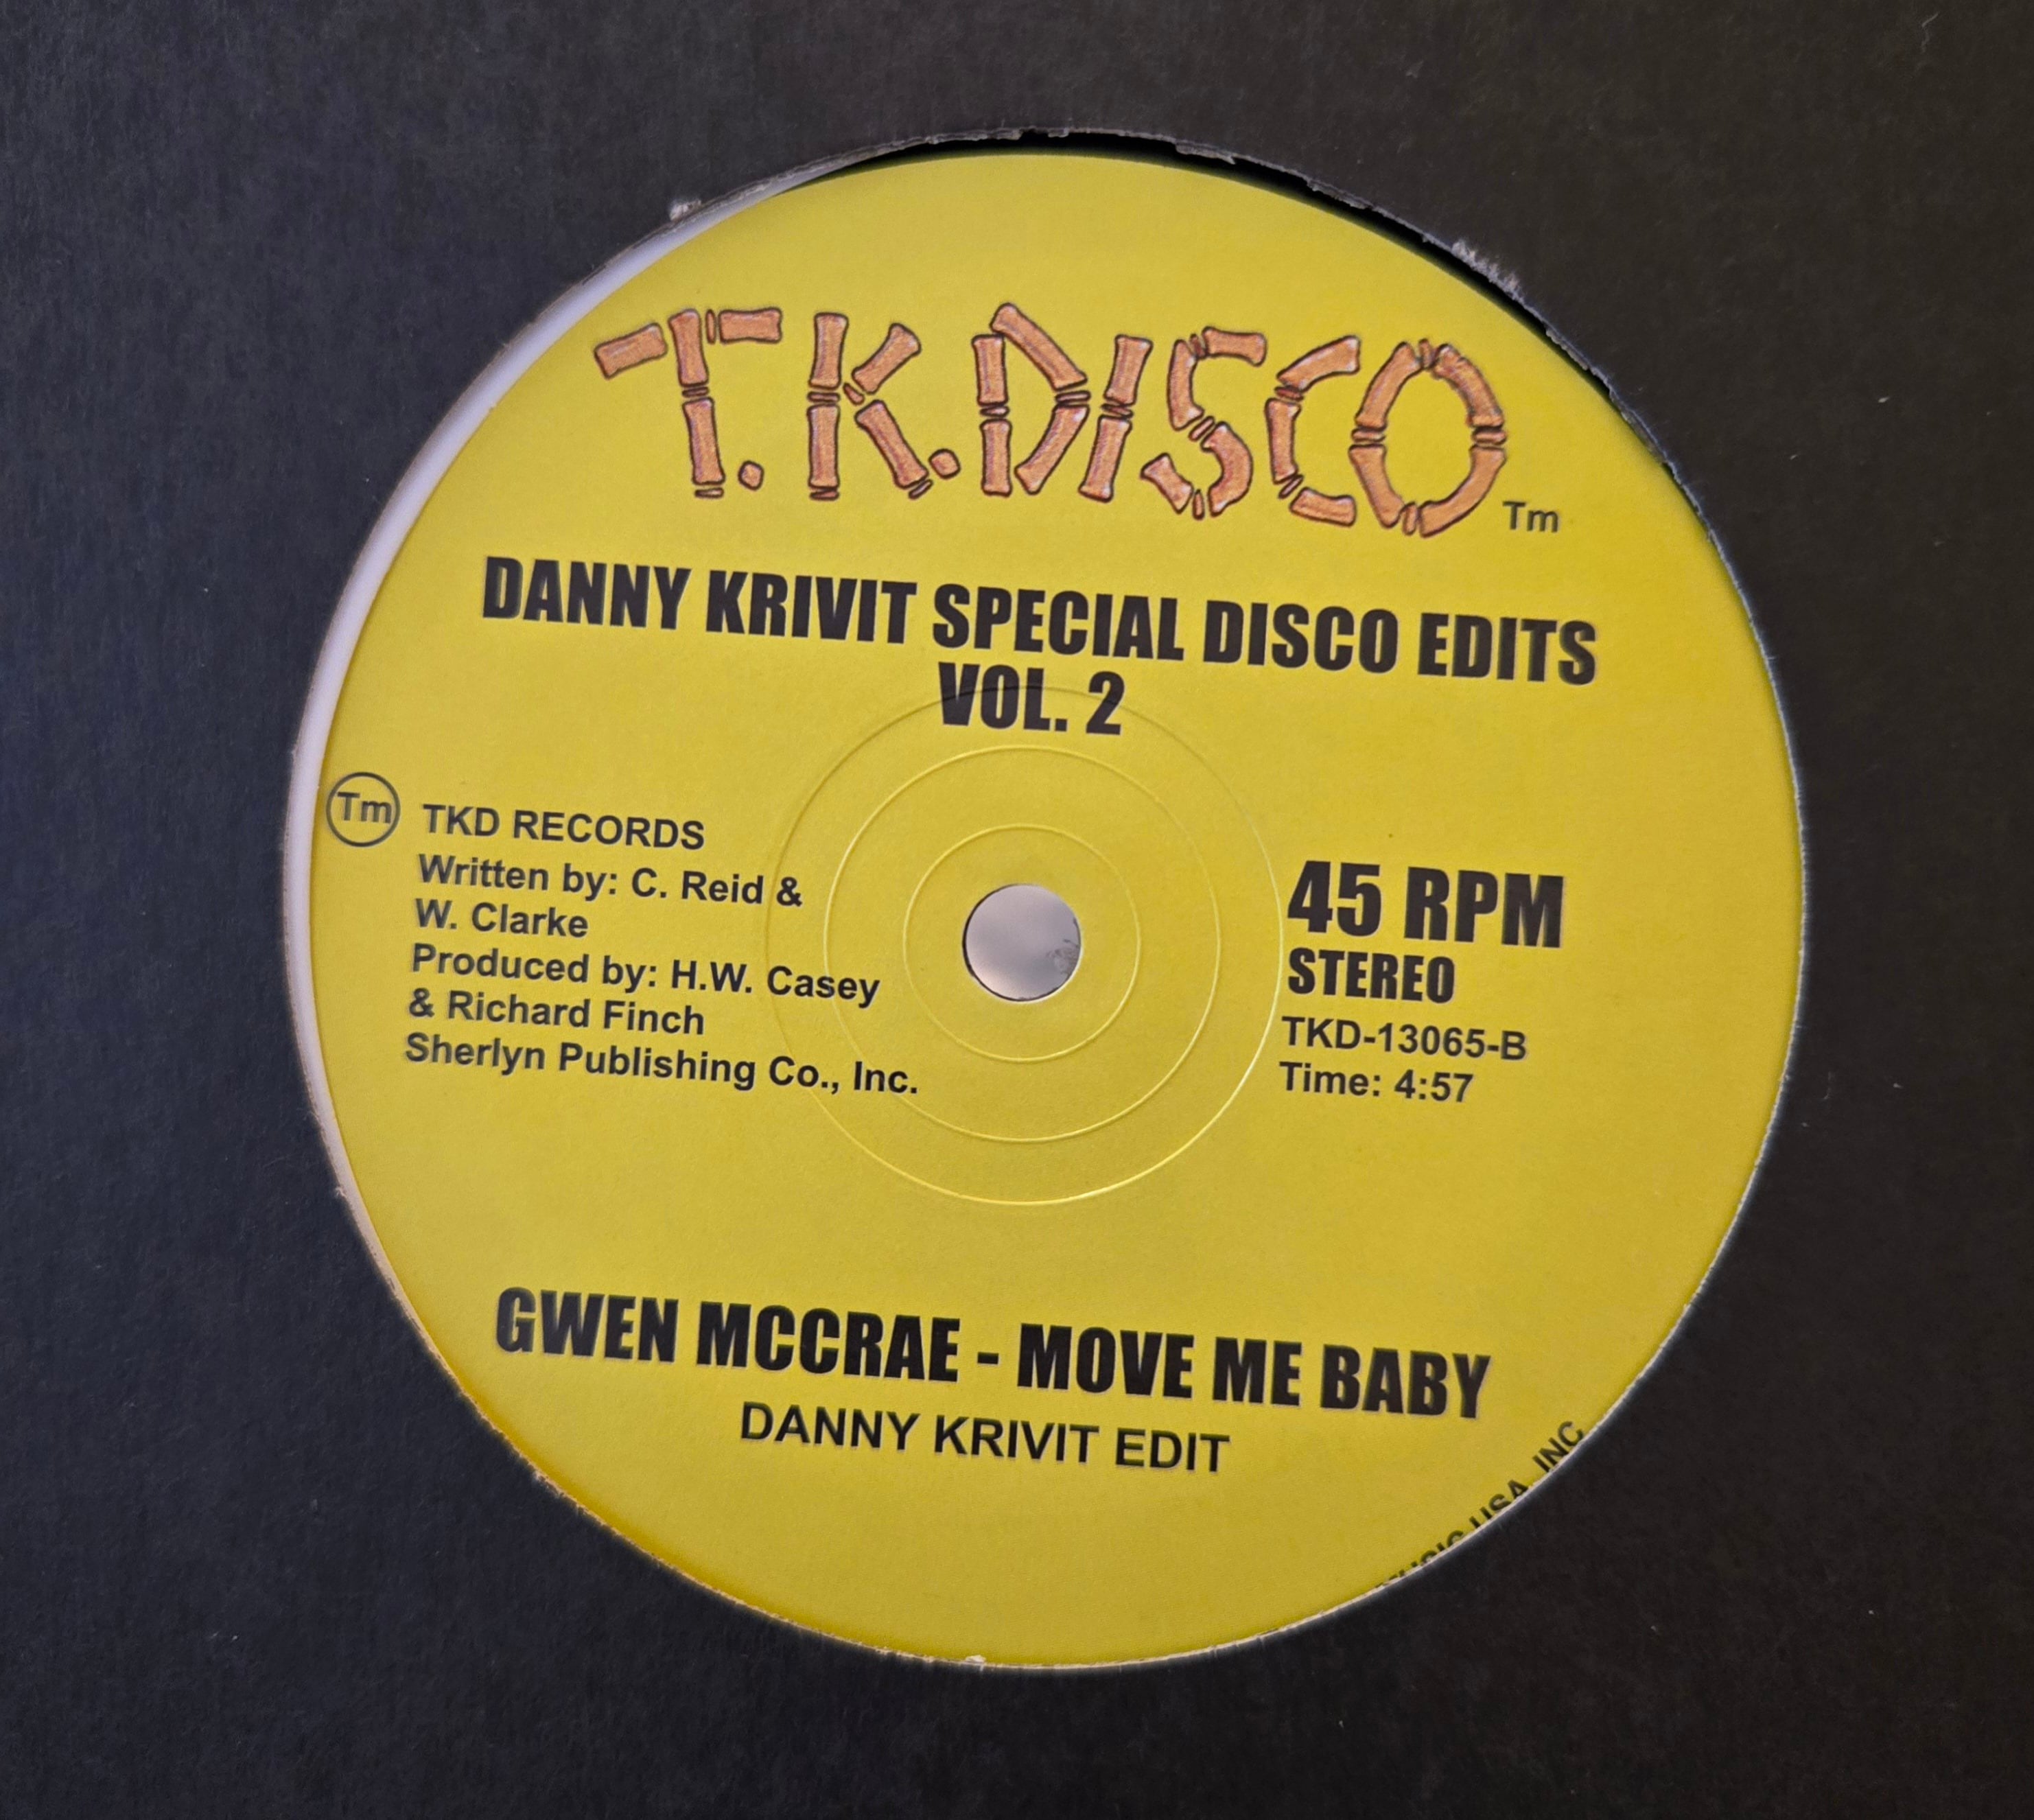 T.K.DISCO Tm
DANNY KRIVIT SPECIAL DISCO EDITS
VOL. 2
Tm TKD RECORDS
Written by: C. Reid &
W. Clarke
Produced by: H.W. Casey
& Richard Finch
Sherlyn Publishing Co., Inc.
45 RPM
STEREO
TKD-13065-B
Time: 4:57
GWEN MCCRAE - MOVE ME BABY
DANNY KRIVIT EDIT
USA, INC